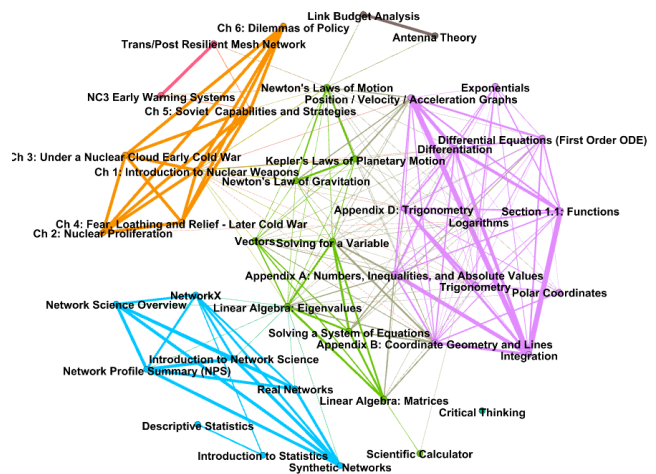 Link Budget Analysis
Ch 6: Dilemmas of Policy
Antenna Theory
Trans/Post Resilient Mesh Network
Newton's Laws of Motion
Exponentials
NC3 Early Warning Systems
Position / Velocity / Acceleration Graphs
Ch 5: Soviet Capabilities and Strategies
Differential Equations (First Order ODE)
Differentiation
Ch 3: Under a Nuclear Cloud Early Cold War
Kepler's Laws of Planetary Motion
Ch 1: Introduction to Nuclear Weapons
Newton's Law of Gravitation
Appendix D: Trigonometry
Section 1.1: Functions
Ch 4: Fear, Loathing and Relief - Later Cold War
Logarithms
Ch 2: Nuclear Proliferation
Vectors
Solving for a Variable
Appendix A: Numbers, Inequalities, and Absolute Values
Trigonometry
Polar Coordinates
NetworkX
Network Science Overview
Linear Algebra: Eigenvalues
Solving a System of Equations
Appendix B: Coordinate Geometry and Lines
Integration
Introduction to Network Science
Network Profile Summary (NPS)
Real Networks
Linear Algebra: Matrices
Critical Thinking
Descriptive Statistics
Introduction to Statistics
Scientific Calculator
Synthetic Networks